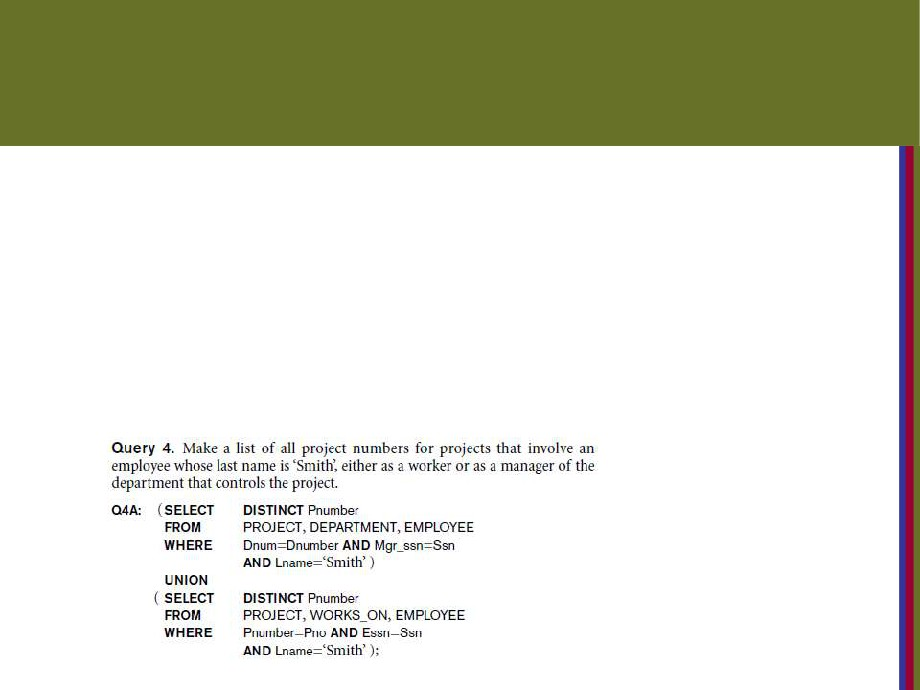 Query 4. Make a list of all project numbers for projects that involve an
employee whose last name is ‘Smith’, either as a worker or as a manager of the
department that controls the project.
Q4A: ( SELECT DISTINCT Pnumber
FROM PROJECT, DEPARTMENT, EMPLOYEE
WHERE Dnum=Dnumber AND Mgr_ssn=Ssn
AND Lname=‘Smith’ )
UNION
( SELECT DISTINCT Pnumber
FROM PROJECT, WORKS_ON, EMPLOYEE
WHERE Pnumber=Pno AND Essn=Ssn
AND Lname=‘Smith’ );